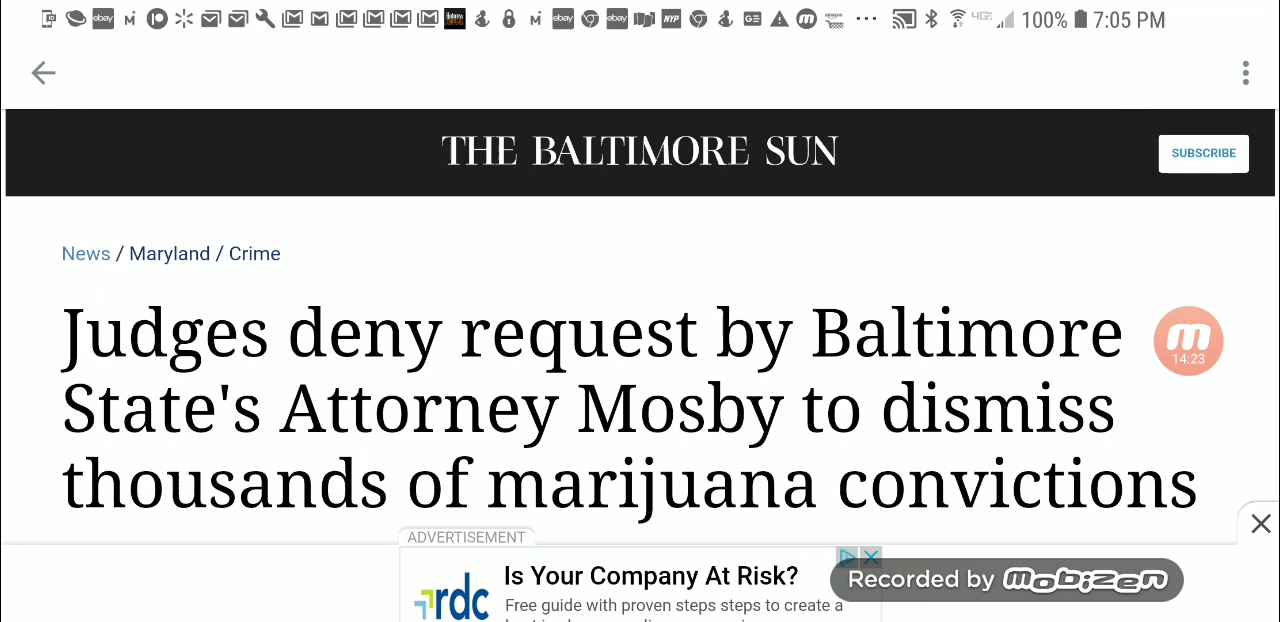 100% 7:05 PM
THE BALTIMORE SUN
SUBSCRIBE
News / Maryland / Crime
Judges deny request by Baltimore
State's Attorney Mosby to dismiss
thousands of marijuana convictions
m
14:23
ADVERTISEMENT
rdc
Is Your Company At Risk?
Free guide with proven steps steps to create a
Recorded by mobizen